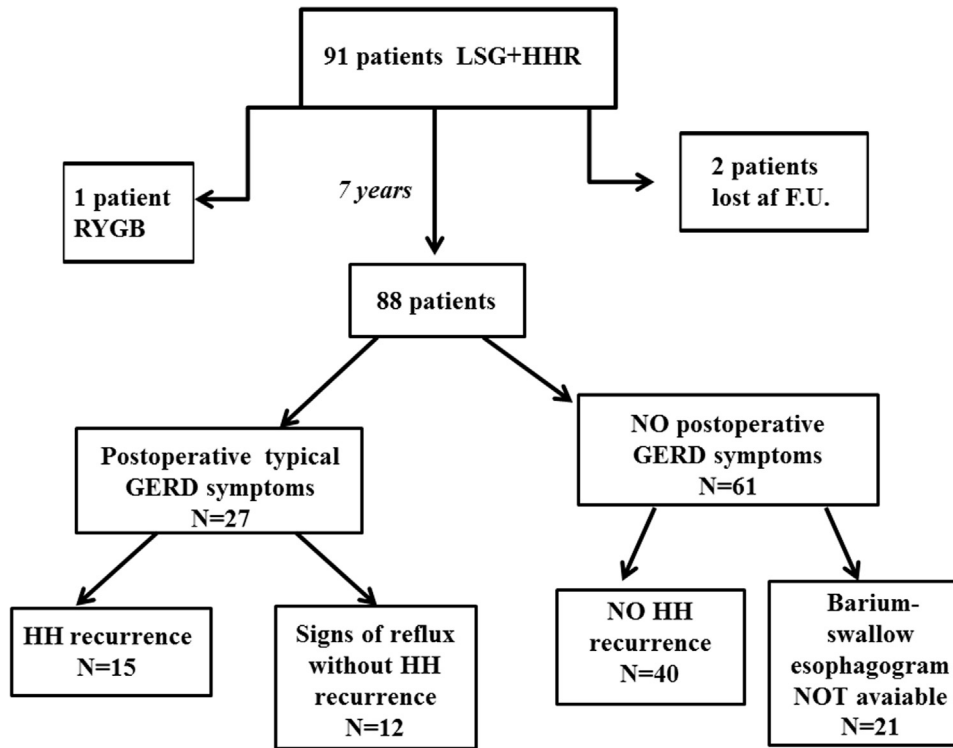 91 patients LSG+HHR
1 patient
RYGB
7 years
2 patients
lost af F.U.
88 patients
Postoperative typical
GERD symptoms
N=27
NO postoperative
GERD symptoms
N=61
HH recurrence
N=15
Signs of reflux
without HH
recurrence
N=12
NO HH
recurrence
N=40
Barium-
swallow
esophagogram
NOT avaiable
N=21